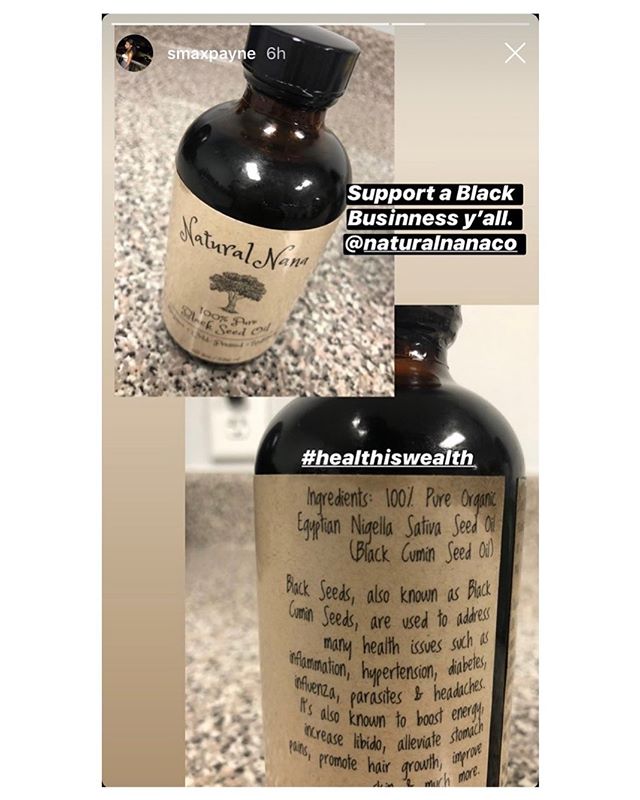 smaxpayne 6h
Support a Black
Businness y'all.
@naturalnanaco
Natural Nana
100% Pure
Black Seed Oil
#healthiswealth
Ingredients: 100% Pure Organic
Egyptian Nigella Sativa Seed Oil
(Black Cumin Seed Oil)
Black Seeds, also known as Black
Cumin Seeds, are used to address
many health issues such as
inflammation, hypertension, diabetes,
influenza, parasites & headaches.
It's also known to boost energy,
increase libido, alleviate stomach
pains, promote hair growth, improve
& much more.